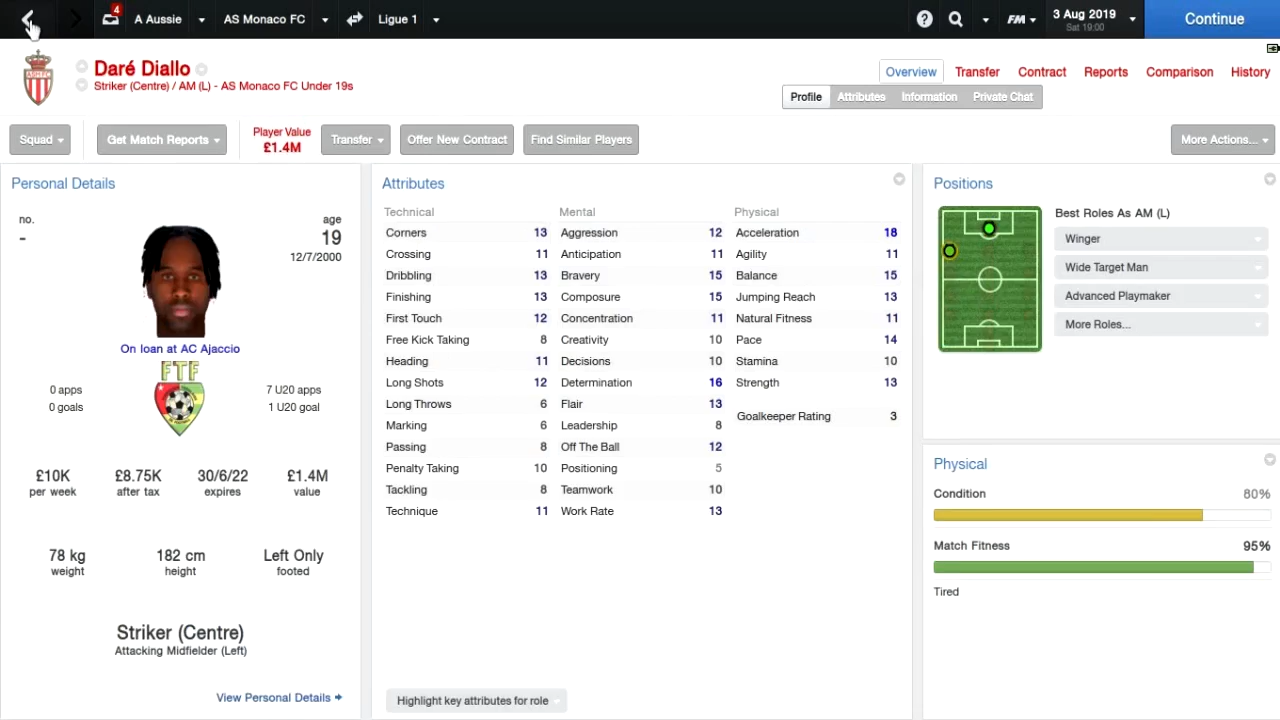 4 A Aussie AS Monaco FC Ligue 1 ? FM 3 Aug 2019 Continue
Sat 19:00
Daré Diallo
Striker (Centre) / AM (L) - AS Monaco FC Under 19s
Overview Transfer Contract Reports Comparison History
Profile Attributes Information Private Chat
Squad Get Match Reports Player Value Transfer Offer New Contract Find Similar Players More Actions...
£1.4M
Personal Details
no. age
- 19
12/7/2000
On loan at AC Ajaccio
FTF
0 apps 7 U20 apps
0 goals 1 U20 goal
£10K £8.75K 30/6/22 £1.4M
per week after tax expires value
78 kg 182 cm Left Only
weight height footed
Striker (Centre)
Attacking Midfielder (Left)
View Personal Details
Attributes
Technical Mental Physical
Corners 13 Aggression 12 Acceleration 18
Crossing 11 Anticipation 11 Agility 11
Dribbling 13 Bravery 15 Balance 15
Finishing 13 Composure 15 Jumping Reach 13
First Touch 12 Concentration 11 Natural Fitness 11
Free Kick Taking 8 Creativity 10 Pace 14
Heading 11 Decisions 10 Stamina 10
Long Shots 12 Determination 16 Strength 13
Long Throws 6 Flair 13
Goalkeeper Rating 3
Marking 6 Leadership 8
Passing 8 Off The Ball 12
Penalty Taking 10 Positioning 5
Tackling 8 Teamwork 10
Technique 11 Work Rate 13
Highlight key attributes for role
Positions
Best Roles As AM (L)
Winger
Wide Target Man
Advanced Playmaker
More Roles...
Physical
Condition 80%
Match Fitness 95%
Tired